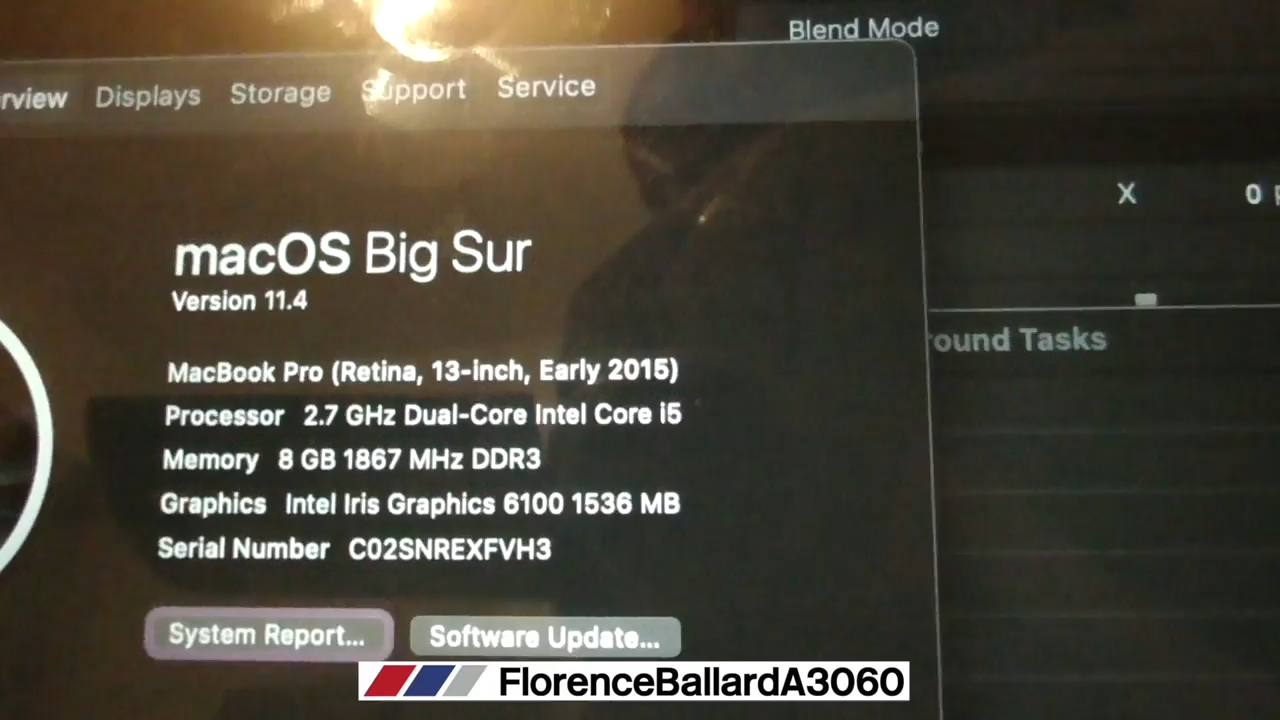 Blend Mode
rview Displays Storage Support Service
X 0
macOS Big Sur
Version 11.4
ound Tasks
MacBook Pro (Retina, 13-inch, Early 2015)
Processor 2.7 GHz Dual-Core Intel Core i5
Memory 8 GB 1867 MHz DDR3
Graphics Intel Iris Graphics 6100 1536 MB
Serial Number C02SNREXFVH3
System Report... Software Update...
FlorenceBallardA3060